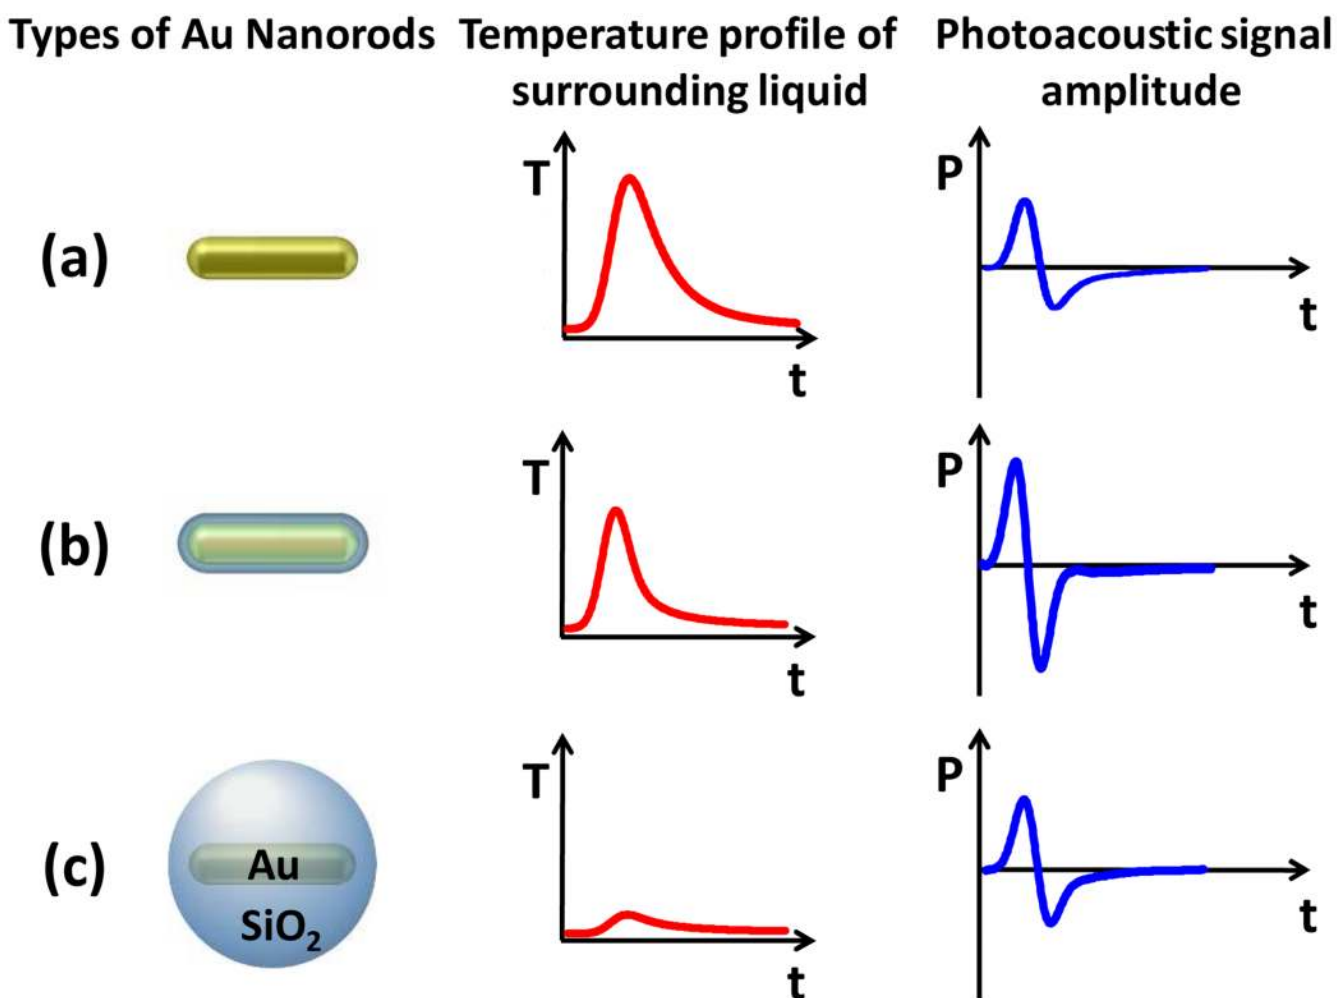 Types of Au Nanorods
Temperature profile of
surrounding liquid
Photoacoustic signal
amplitude
(a)
T
t
P
t
(b)
T
t
P
t
(c)
Au
SiO₂
T
t
P
t